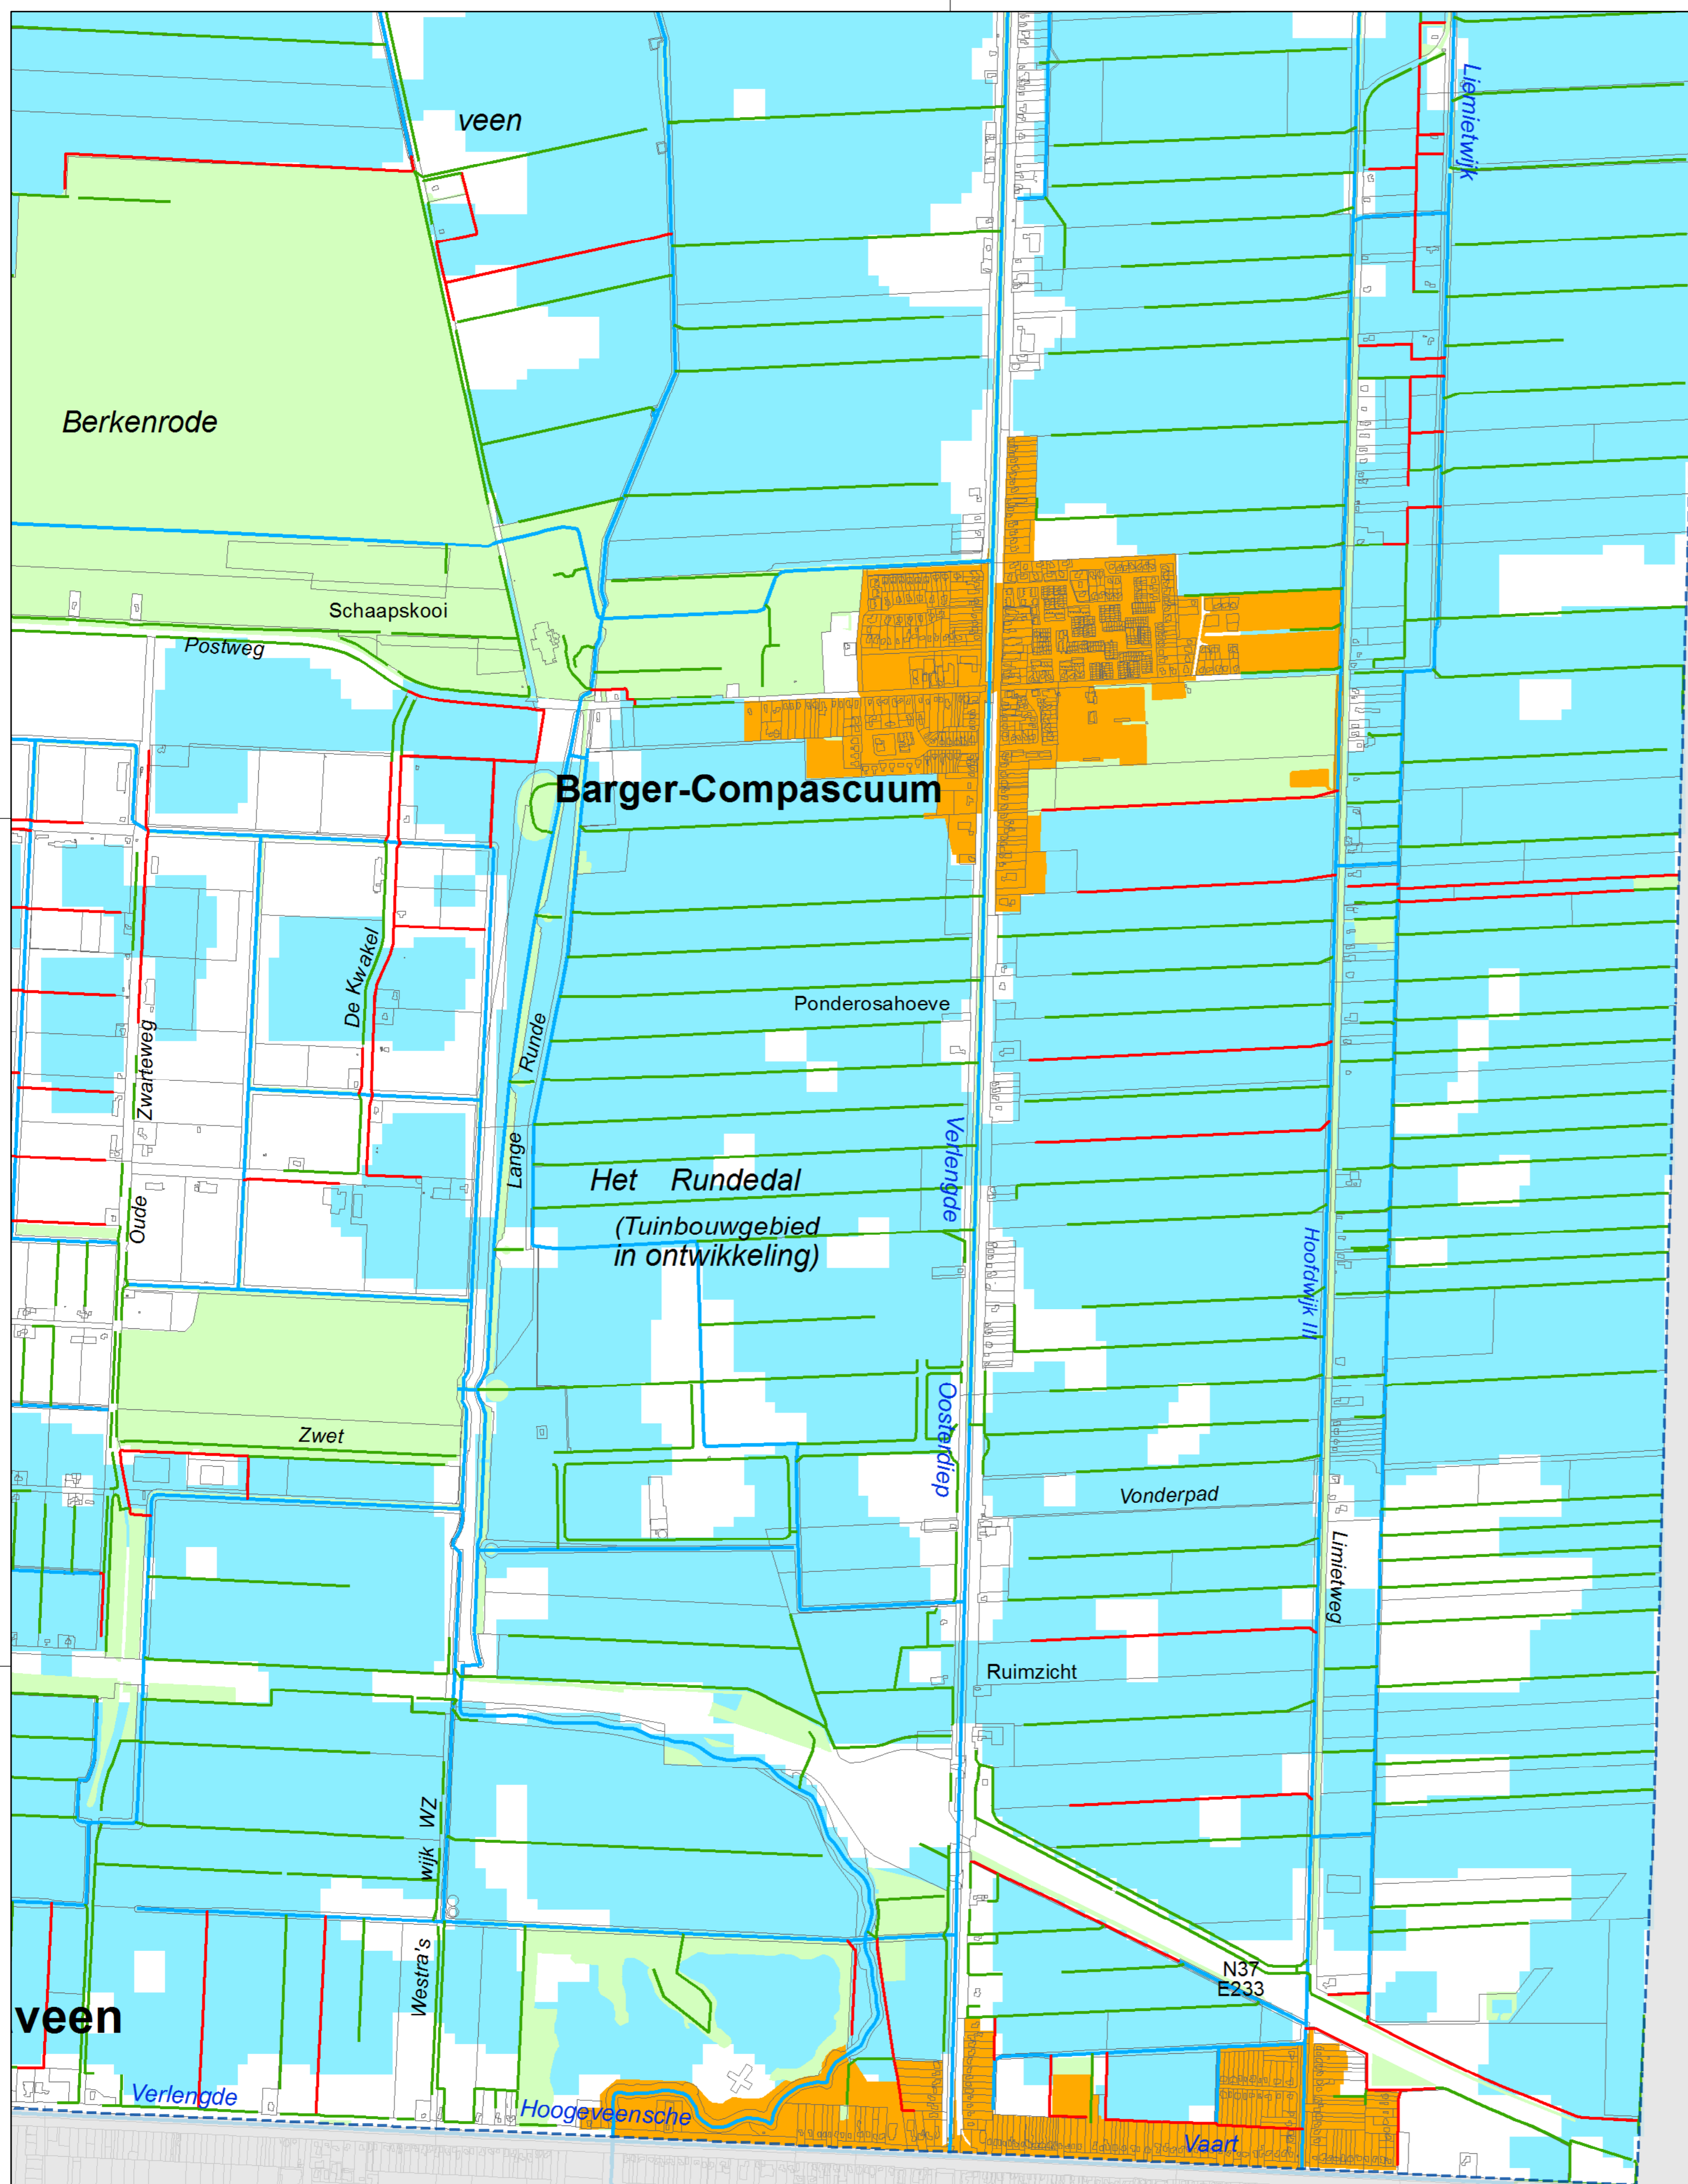 veen
Liemietwijk
Berkenrode
Schaapskooi
Postweg
Barger-Compascuum
De Kwakel
Ponderosahoeve
Runde
Zwarteweg
Verlengde
Lange
Het Rundedal
(Tuinbouwgebied
in ontwikkeling)
Oude
Hoofdwijk III
Oosterdiep
Zwet
Vonderpad
Limietweg
Ruimzicht
wijk WZ
Westra's
N37
E233
veen
Verlengde
Hoogeveensche
Vaart